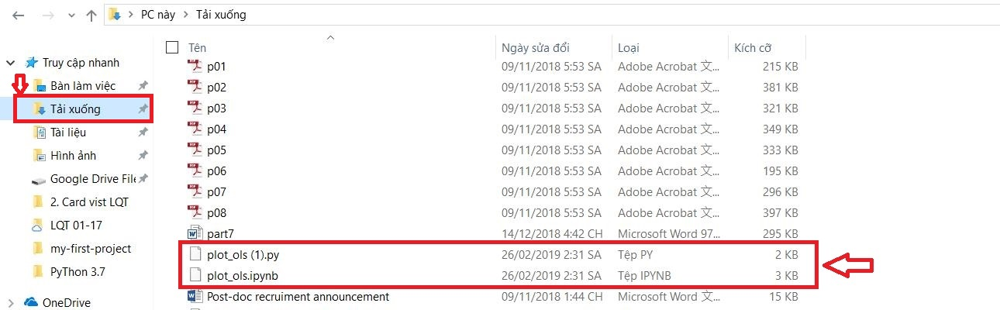 PC này > Tải xuống
Tên Ngày sửa đổi Loại Kích cỡ
Truy cập nhanh
Bàn làm việc
Tải xuống
Tài liệu
Hình ảnh
Google Drive File
2. Card vist LQT
LQT 01-17
my-first-project
PyThon 3.7
OneDrive
p01 09/11/2018 5:53 SA Adobe Acrobat 文... 215 KB
p02 09/11/2018 5:53 SA Adobe Acrobat 文... 381 KB
p03 09/11/2018 5:53 SA Adobe Acrobat 文... 321 KB
p04 09/11/2018 5:53 SA Adobe Acrobat 文... 349 KB
p05 09/11/2018 5:53 SA Adobe Acrobat 文... 333 KB
p06 09/11/2018 5:53 SA Adobe Acrobat 文... 195 KB
p07 09/11/2018 5:53 SA Adobe Acrobat 文... 296 KB
p08 09/11/2018 5:53 SA Adobe Acrobat 文... 397 KB
part7 14/12/2018 4:42 CH Microsoft Word 97... 295 KB
plot_ols (1).py 26/02/2019 2:31 SA Tệp PY 2 KB
plot_ols.ipynb 26/02/2019 2:31 SA Tệp IPYNB 3 KB
Post-doc recruiment announcement 09/11/2018 1:44 CH Microsoft Word 文... 15 KB